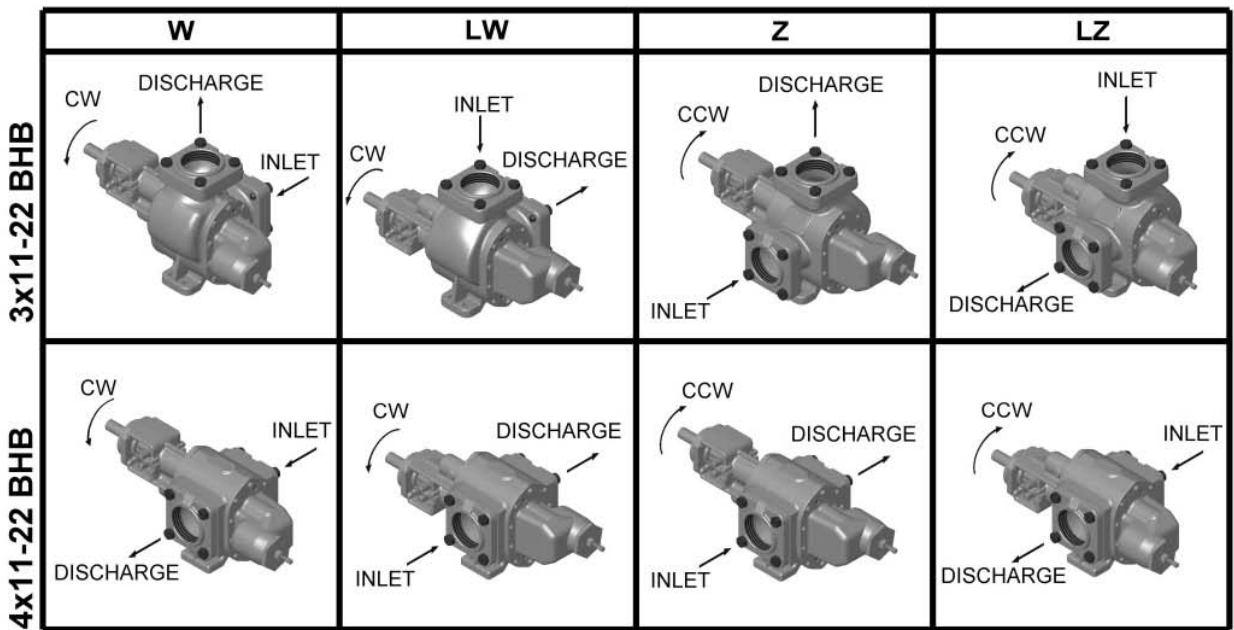 W
LW
Z
LZ
3x11-22 BHB
CW
DISCHARGE
INLET
CW
INLET
DISCHARGE
CCW
DISCHARGE
INLET
CCW
INLET
DISCHARGE
4x11-22 BHB
CW
INLET
DISCHARGE
CW
DISCHARGE
INLET
CCW
DISCHARGE
INLET
CCW
INLET
DISCHARGE